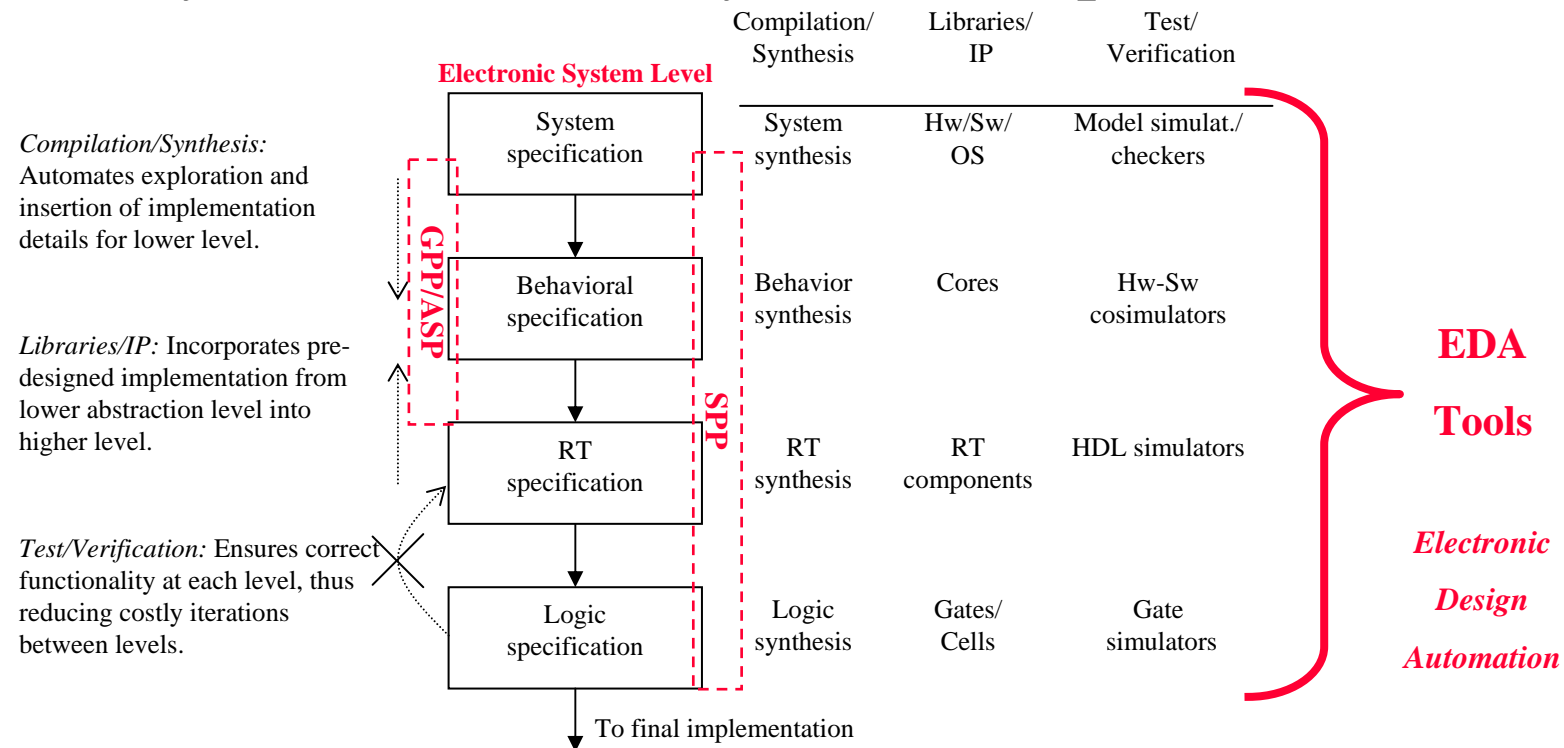 Compilation/
Synthesis
Libraries/
IP
Test/
Verification
Electronic System Level
System
specification
System
synthesis
Hw/Sw/
OS
Model simulat./
checkers
Compilation/Synthesis:
Automates exploration and
insertion of implementation
details for lower level.
GPP/ASP
Behavioral
specification
Behavior
synthesis
Cores
Hw-Sw
cosimulators
Libraries/IP: Incorporates pre-
designed implementation from
lower abstraction level into
higher level.
SPP
RT
specification
RT
synthesis
RT
components
HDL simulators
Test/Verification: Ensures correct
functionality at each level, thus
reducing costly iterations
between levels.
Logic
specification
Logic
synthesis
Gates/
Cells
Gate
simulators
To final implementation
EDA
Tools
Electronic
Design
Automation